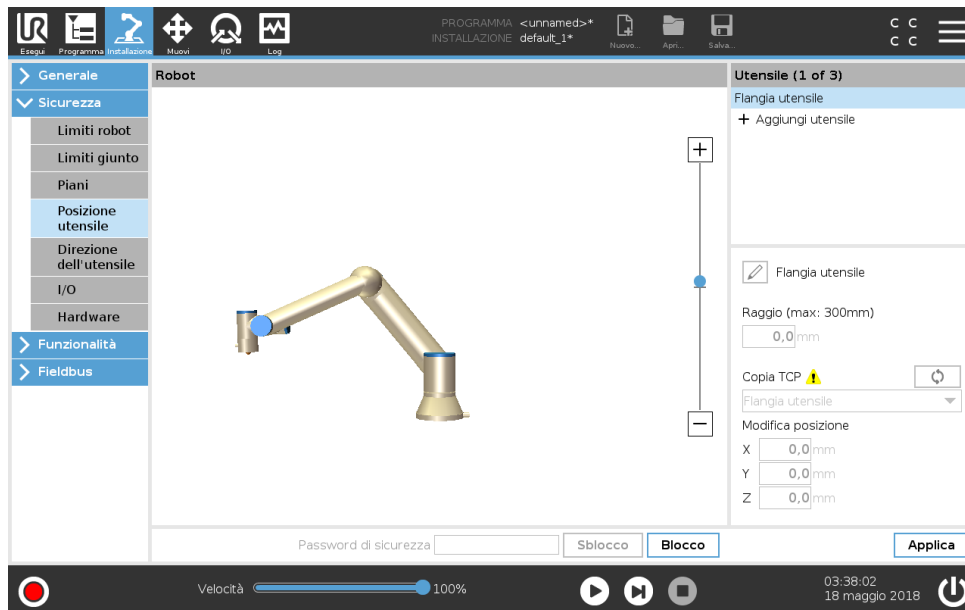 PROGRAMMA <unnamed>*
INSTALLAZIONE default_1*
Esegui Programma Installazione Muovi I/O Log Nuovo... Apri... Salva...
C C
C C
Generale
Sicurezza
Limiti robot
Limiti giunto
Piani
Posizione
utensile
Direzione
dell'utensile
I/O
Hardware
Funzionalità
Fieldbus
Robot
Utensile (1 of 3)
Flangia utensile
+ Aggiungi utensile
Flangia utensile
Raggio (max: 300mm)
0,0 mm
Copia TCP
Flangia utensile
Modifica posizione
X 0,0 mm
Y 0,0 mm
Z 0,0 mm
Password di sicurezza Sblocco Blocco Applica
Velocità 100%
03:38:02
18 maggio 2018